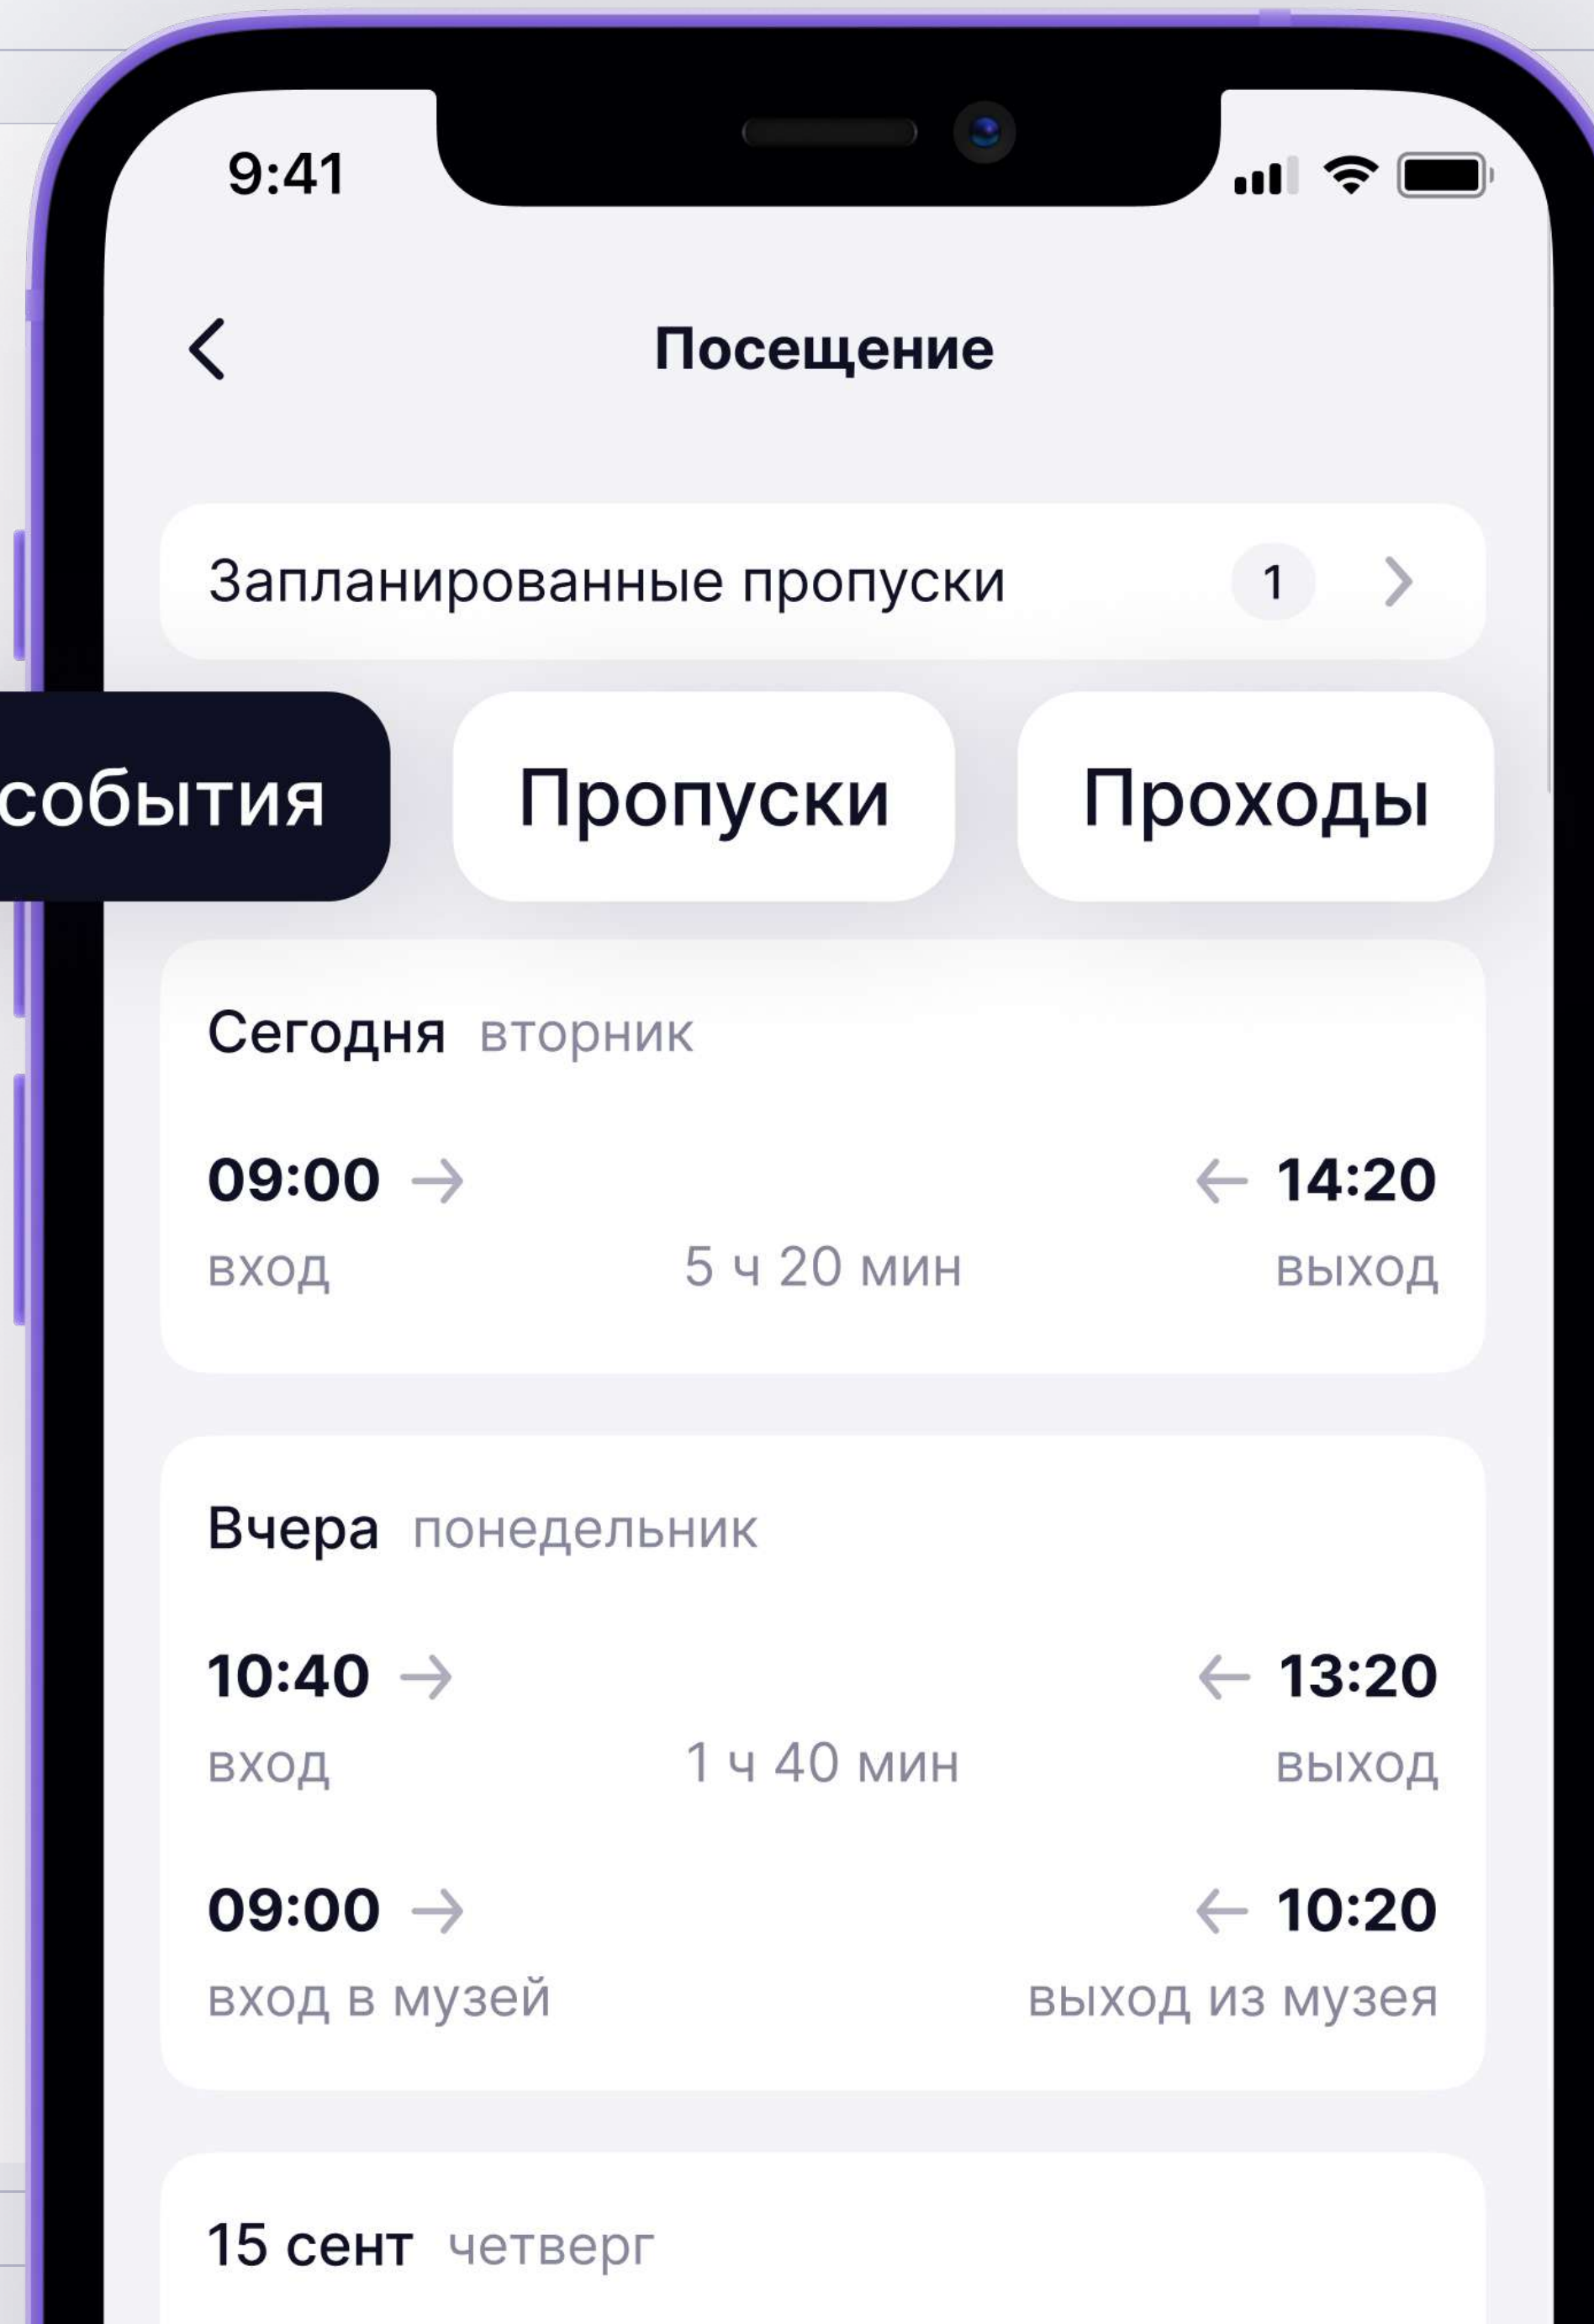 9:41
Посещение
Запланированные пропуски 1
события Пропуски Проходы
Сегодня вторник
09:00 → ← 14:20
вход 5 ч 20 мин выход
Вчера понедельник
10:40 → ← 13:20
вход 1 ч 40 мин выход
09:00 → ← 10:20
вход в музей выход из музея
15 сент четверг